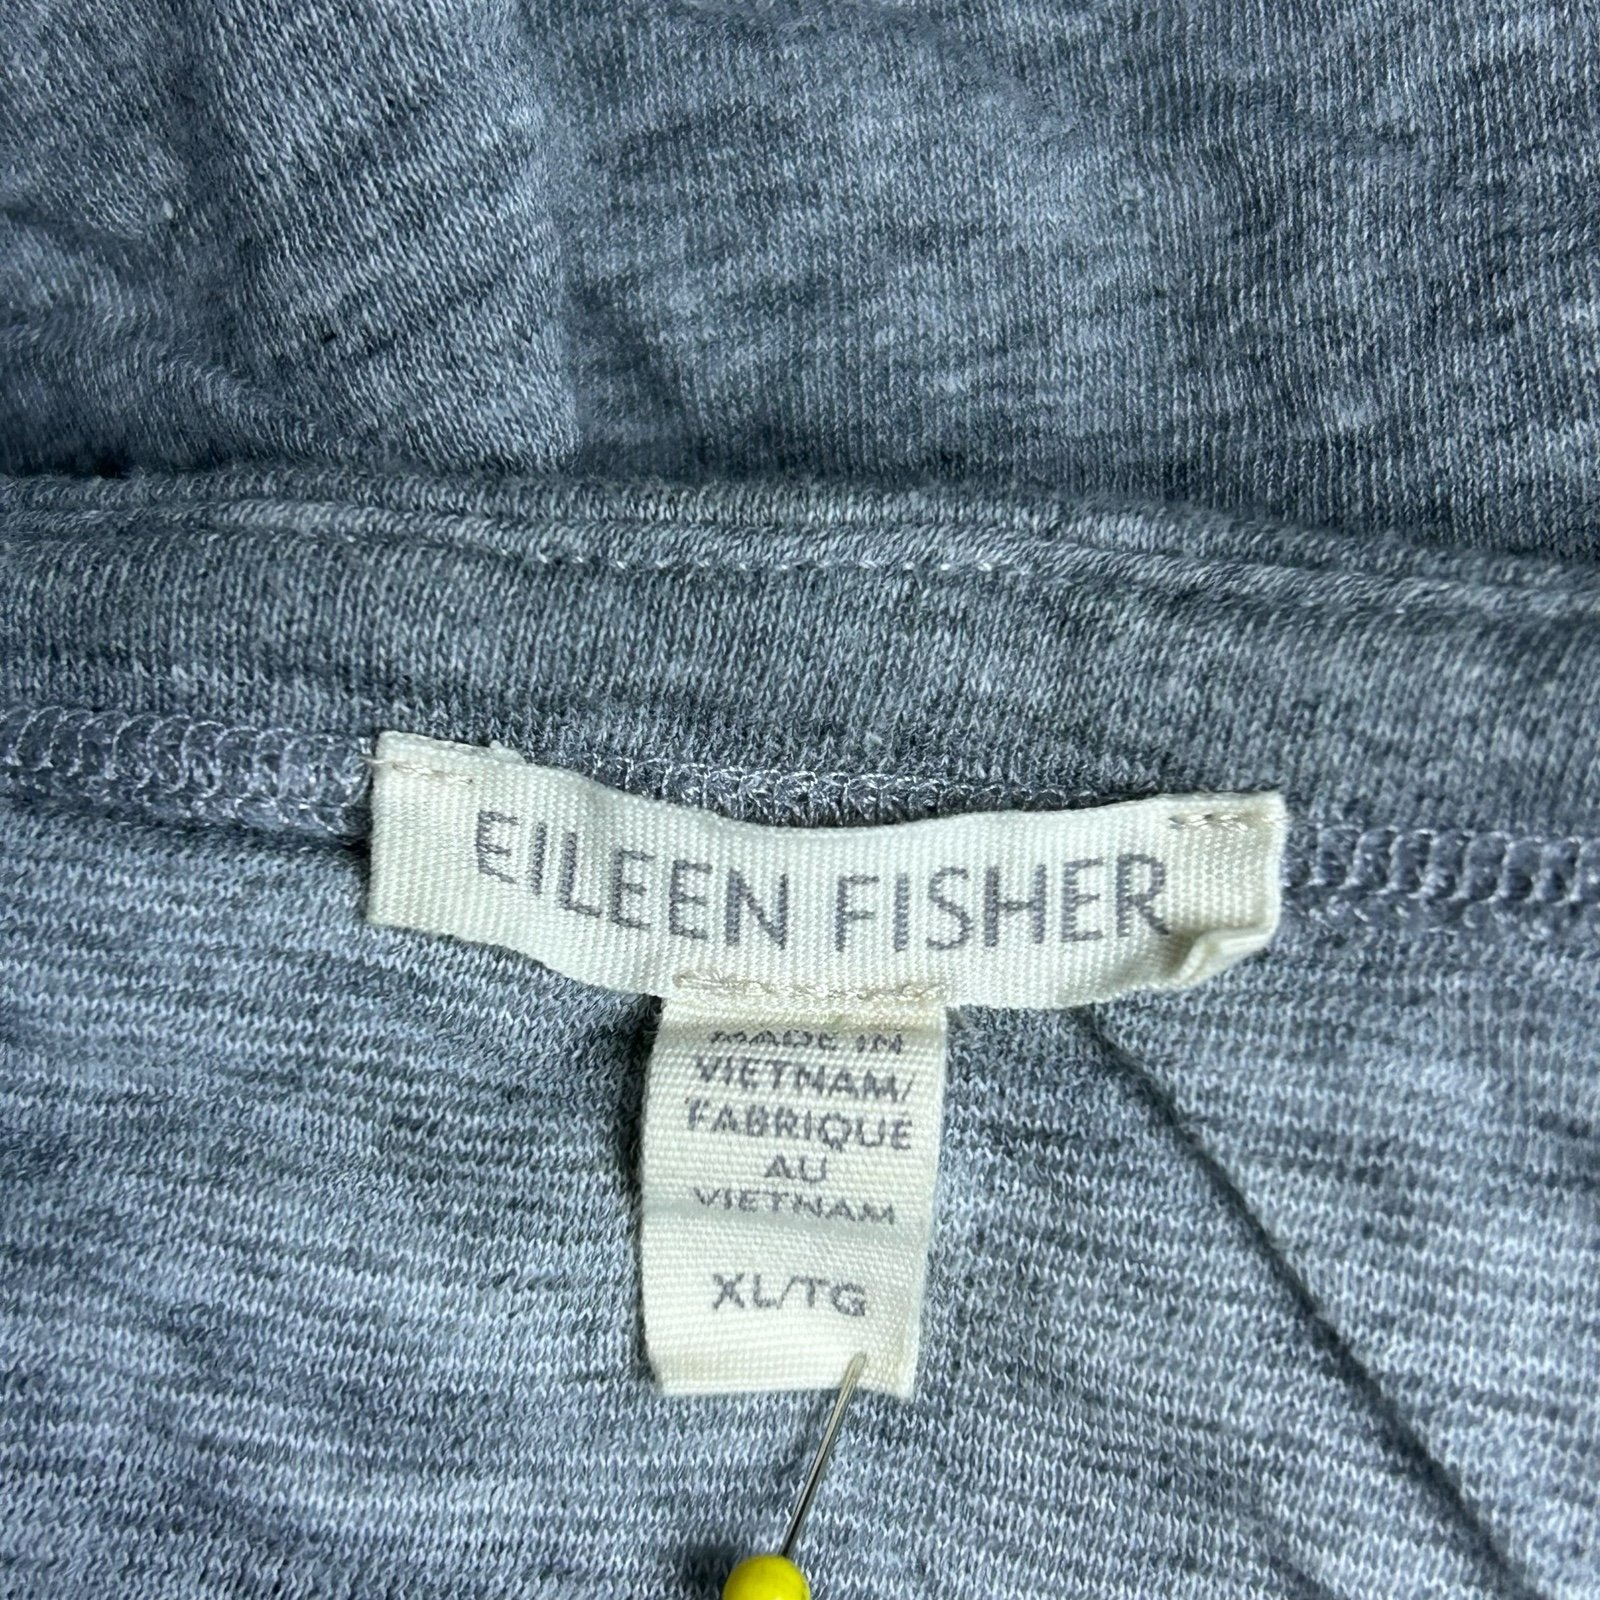 EILEEN FISHER
MADE IN
VIETNAM/
FABRIQUE
AU
VIETNAM
XL/TG